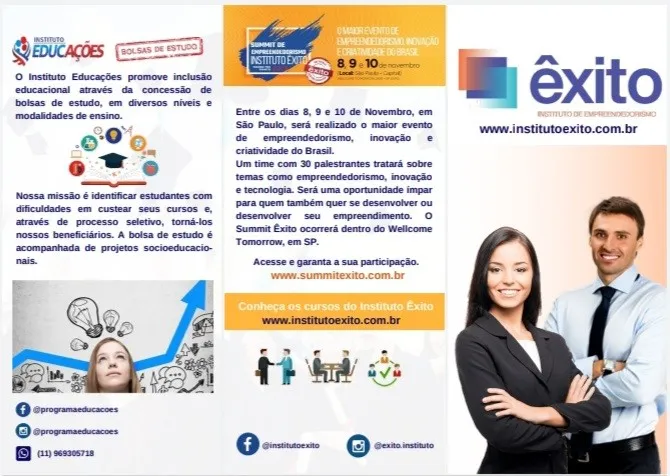 INSTITUTO
EDUCAÇÕES
BOLSAS DE ESTUDO
O Instituto Educações promove inclusão
educacional através da concessão de
bolsas de estudo, em diversos níveis e
modalidades de ensino.
Nossa missão é identificar estudantes com
dificuldades em custear seus cursos e,
através de processo seletivo, torná-los
nossos beneficiários. A bolsa de estudo é
acompanhada de projetos socioeducacio-
nais.
@programaeducacoes
@programaeducacoes
(11) 969305718
SUMMIT DE
EMPREENDEDORISMO
INSTITUTO ÊXITO
êxito
O MAIOR EVENTO DE
EMPREENDEDORISMO, INOVAÇÃO
E CRIATIVIDADE DO BRASIL
8, 9 e 10 de novembro
(Local: São Paulo - Capital)
Entre os dias 8, 9 e 10 de Novembro, em
São Paulo, será realizado o maior evento
de empreendedorismo, inovação e
criatividade do Brasil.
Um time com 30 palestrantes tratará sobre
temas como empreendedorismo, inovação
e tecnologia. Será uma oportunidade ímpar
para quem também quer se desenvolver ou
desenvolver seu empreendimento. O
Summit Êxito ocorrerá dentro do Wellcome
Tomorrow, em SP.
Acesse e garanta a sua participação.
www.summitexito.com.br
Conheça os cursos do Instituto Êxito
www.institutoexito.com.br
@institutoexito
@exito.instituto
êxito
INSTITUTO DE EMPREENDEDORISMO
www.institutoexito.com.br